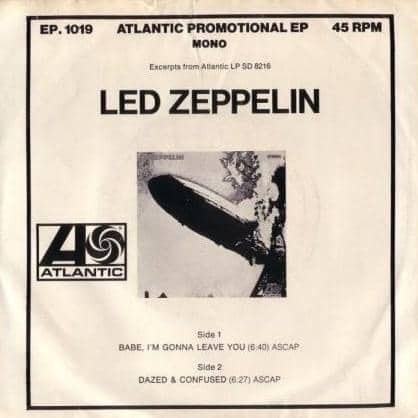 EP. 1019 ATLANTIC PROMOTIONAL EP 45 RPM
MONO
Excerpts from Atlantic LP SD 8216
LED ZEPPELIN
ZEPPELIN
ATLANTIC
Side 1
BABE, I'M GONNA LEAVE YOU (6:40) ASCAP
Side 2
DAZED & CONFUSED (6:27) ASCAP